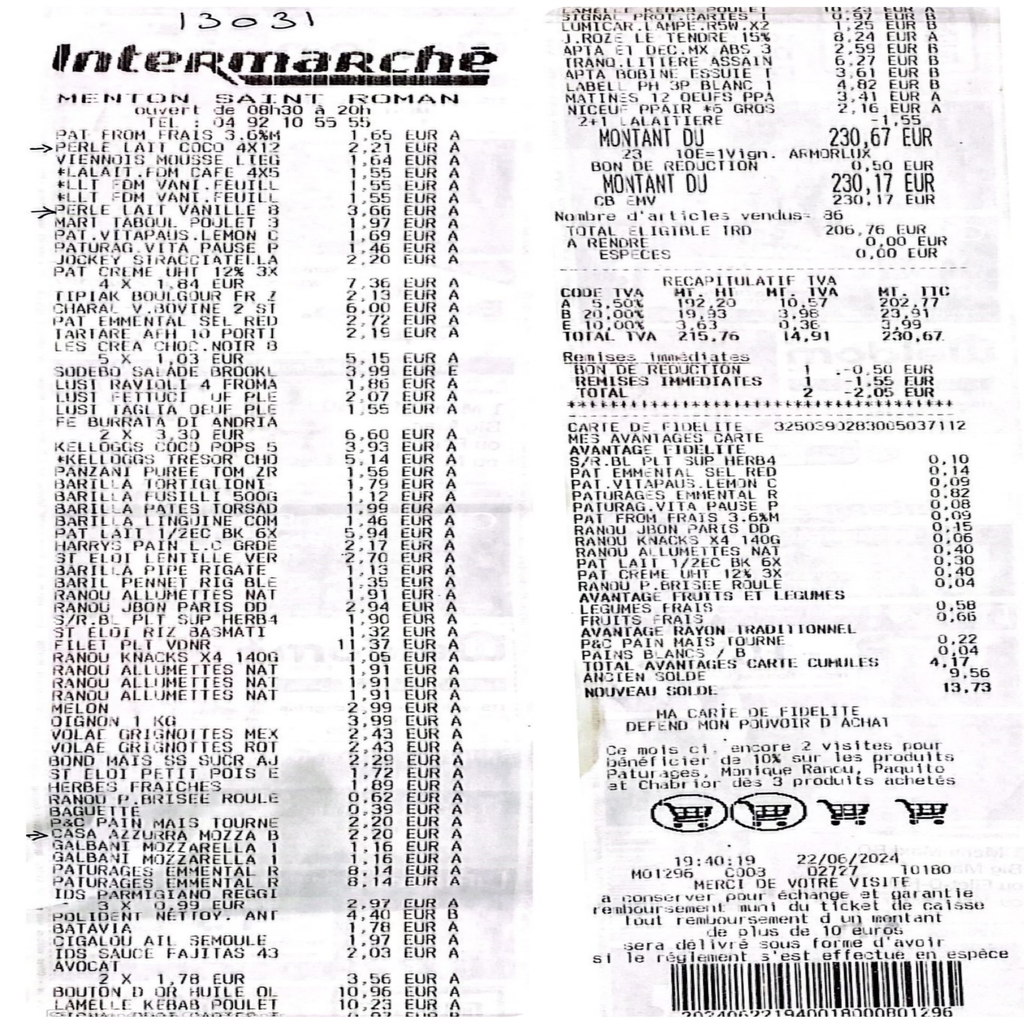 13031
Intermarché
MENTON SAINT ROMAN
ouvert de 08h30 à 20h
TEL : 04 92 10 55 55
PAT FROM FRAIS 3.6%M 1,65 EUR A
PERLE LAIT COCO 4X12 2,21 EUR A
VIENNOIS MOUSSE LIEG 1,64 EUR A
*LALAIT.FDM CAFE 4X5 1,55 EUR A
*LLT FDM VANI.FEUILL 1,55 EUR A
*LLT FDM VANI.FEUILL 1,55 EUR A
PERLE LAIT VANILLE 8 3,66 EUR A
MART TABOUL POULET 3 1,97 EUR A
PAT.VITAPAUS.LEMON C 1,69 EUR A
PATURAG.VITA PAUSE P 1,46 EUR A
JOCKEY STRACCIATELLA 2,20 EUR A
PAT CREME UHT 12% 3X
4 X 1,84 EUR 7,36 EUR A
TIPIAK BOULGOUR FR Z 2,13 EUR A
CHARAL V.BOVINE 2 ST 6,00 EUR A
PAT EMMENTAL SEL RED 2,72 EUR A
TARTARE AFH 10 PORTI 2,19 EUR A
LES CREA CHOC.NOIR 8
5 X 1,03 EUR 5,15 EUR A
SODEBO SALADE BROOKL 3,99 EUR E
LUST RAVIOLI 4 FROMA 1,86 EUR A
LUST FETTUCI OF PLE 2,07 EUR A
LUST TAGLIA OEUF PLE 1,55 EUR A
FE BURRATA DI ANDRIA
2 X 3,30 EUR 6,60 EUR A
KELLOGGS COCO POPS 5 3,93 EUR A
*KELLOGGS TRESOR CHO 5,14 EUR A
PANZANI PUREE TOM ZR 1,56 EUR A
BARILLA TORTIGLIONI 1,79 EUR A
BARILLA FUSILLI 500G 1,12 EUR A
BARILLA PATES TORSAD 1,99 EUR A
BARILLA LINGUINE COM 1,46 EUR A
PAT LAIT 1/2EC BK 6X 5,94 EUR A
HARRYS PAIN L.C GRDE 2,17 EUR A
ST ELOI LENTILLE VER 2,70 EUR A
BARILLA PIPE RIGATE 1,13 EUR A
BARIL PENNET RIG BLE 1,35 EUR A
RANOU ALLUMETTES NAT 1,91 EUR A
RANOU JBON PARIS DD 2,94 EUR A
S/R.BL PLT SUP HERB4 1,90 EUR A
ST ELOI RIZ BASMATI 1,32 EUR A
FILET PLT VDNR 11,37 EUR A
RANOU KNACKS X4 140G 1,05 EUR A
RANOU ALLUMETTES NAT 1,91 EUR A
RANOU ALLUMETTES NAT 1,91 EUR A
RANOU ALLUMETTES NAT 1,91 EUR A
MELON 2,99 EUR A
OIGNON 1 KG 3,99 EUR A
VOLAE GRIGNOTTES MEX 2,43 EUR A
VOLAE GRIGNOTTES ROT 2,43 EUR A
BOND MAIS SS SUCR AJ 2,29 EUR A
ST ELOI PETIT POIS E 1,72 EUR A
HERBES FRAICHES 1,89 EUR A
RANOU P.BRISEE ROULE 0,62 EUR A
BAGUETTE 0,39 EUR A
P&C PAIN MAIS TOURNE 2,20 EUR A
CASA AZZURRA MOZZA B 2,20 EUR A
GALBANI MOZZARELLA 1 1,16 EUR A
GALBANI MOZZARELLA 1 1,16 EUR A
PATURAGES EMMENTAL R 8,14 EUR A
PATURAGES EMMENTAL R 8,14 EUR A
IDS PARMIGIANO REGGI
3 X 0,99 EUR 2,97 EUR A
POLIDENT NETTOY. ANT 4,40 EUR B
BATAVIA 1,78 EUR A
CIGALOU AIL SEMOULE 1,97 EUR A
IDS SAUCE FAJITAS 43 2,03 EUR A
AVOCAT
2 X 1,78 EUR 3,56 EUR A
BOUTON D OR HUILE OL 10,96 EUR A
LAMELLE KEBAB POULET 10,23 EUR A
LAMELLE KEBAB POULET 10,23 EUR A
SIGNAL PROT.CARIES T 0,97 EUR B
LUMICAR.LAMPE.R5W.X2 1,25 EUR B
J.ROZE LE TENDRE 15% 8,24 EUR A
APTA ET DEC.MX ABS 3 2,59 EUR B
TRANQ.LITIERE ASSAIN 6,27 EUR B
APTA BOBINE ESSUIE T 3,61 EUR B
LABELL PH 3P BLANC 1 4,82 EUR B
MATINES 12 OEUFS PPA 3,41 EUR A
NICEUF PPAIR *6 GROS 2,16 EUR A
2+1 LALAITIERE -1,55
MONTANT DU 230,67 EUR
23 10E=1Vign. ARMORLUX
BON DE REDUCTION 0,50 EUR
MONTANT DU 230,17 EUR
CB EMV 230,17 EUR
Nombre d'articles vendus= 86
TOTAL ELIGIBLE TRD 206,76 EUR
A RENDRE 0,00 EUR
ESPECES 0,00 EUR
RECAPITULATIF TVA
CODE TVA MT. HT MT. TVA MT. TTC
A 5,50% 192,20 10,57 202,77
B 20,00% 19,93 3,98 23,91
E 10,00% 3,63 0,36 3,99
TOTAL TVA 215,76 14,91 230,67
Remises immédiates
BON DE REDUCTION 1 -0,50 EUR
REMISES IMMEDIATES 1 -1,55 EUR
TOTAL 2 -2,05 EUR
****************************************
CARTE DE FIDELITE 3250390283005037112
MES AVANTAGES CARTE
AVANTAGE FIDELITE
S/R.BL PLT SUP HERB4 0,10
PAT EMMENTAL SEL RED 0,14
PAT.VITAPAUS.LEMON C 0,09
PATURAGES EMMENTAL R 0,82
PATURAG.VITA PAUSE P 0,08
PAT FROM FRAIS 3.6%M 0,09
RANOU JBON PARIS DD 0,15
RANOU KNACKS X4 140G 0,06
RANOU ALLUMETTES NAT 0,40
PAT LAIT 1/2EC BK 6X 0,30
PAT CREME UHT 12% 3X 0,40
RANOU P.BRISEE ROULE 0,04
AVANTAGE FRUITS ET LEGUMES
LEGUMES FRAIS 0,58
FRUITS FRAIS 0,66
AVANTAGE RAYON TRADITIONNEL
P&C PAIN MAIS TOURNE 0,22
PAINS BLANCS / B 0,04
TOTAL AVANTAGES CARTE CUMULES 4,17
ANCIEN SOLDE 9,56
NOUVEAU SOLDE 13,73
MA CARTE DE FIDELITE
DEFEND MON POUVOIR D'ACHAT
Ce mois ci, encore 2 visites pour
bénéficier de 10% sur les produits
Paturages, Monique Ranou, Paquito
et Chabrior dès 3 produits achetés
19:40:19 22/06/2024
M01296 C003 02727 10180
MERCI DE VOTRE VISITE
a conserver pour échange et garantie
remboursement muni du ticket de caisse
Tout remboursement d'un montant
de plus de 10 euros
sera délivré sous forme d'avoir
si le réglement s'est effectué en espèce
20240622194001800080​1296